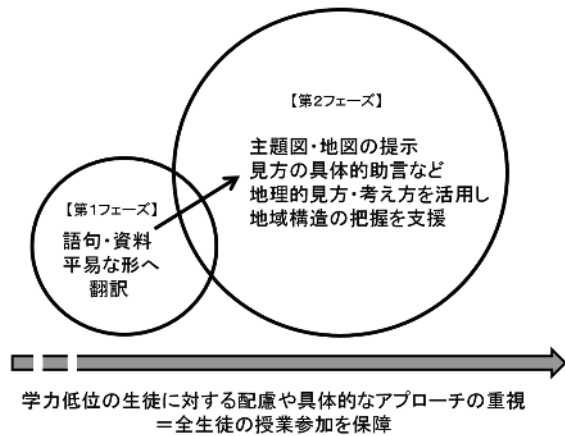 【第2フェーズ】
主題図・地図の提示
見方の具体的助言など
地理的見方・考え方を活用し
地域構造の把握を支援
【第1フェーズ】
語句・資料
平易な形へ
翻訳
学力低位の生徒に対する配慮や具体的なアプローチの重視
＝全生徒の授業参加を保障